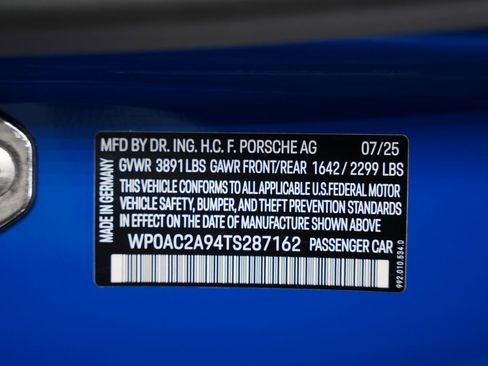 MFD BY DR. ING. H.C. F. PORSCHE AG 07/25
GVWR 3891 LBS GAWR FRONT/REAR 1642 / 2299 LBS
THIS VEHICLE CONFORMS TO ALL APPLICABLE U.S. FEDERAL MOTOR
VEHICLE SAFETY, BUMPER, AND THEFT PREVENTION STANDARDS
IN EFFECT ON THE DATE OF MANUFACTURE SHOWN ABOVE
WP0AC2A94TS287162 PASSENGER CAR
MADE IN GERMANY
992.010.534.0